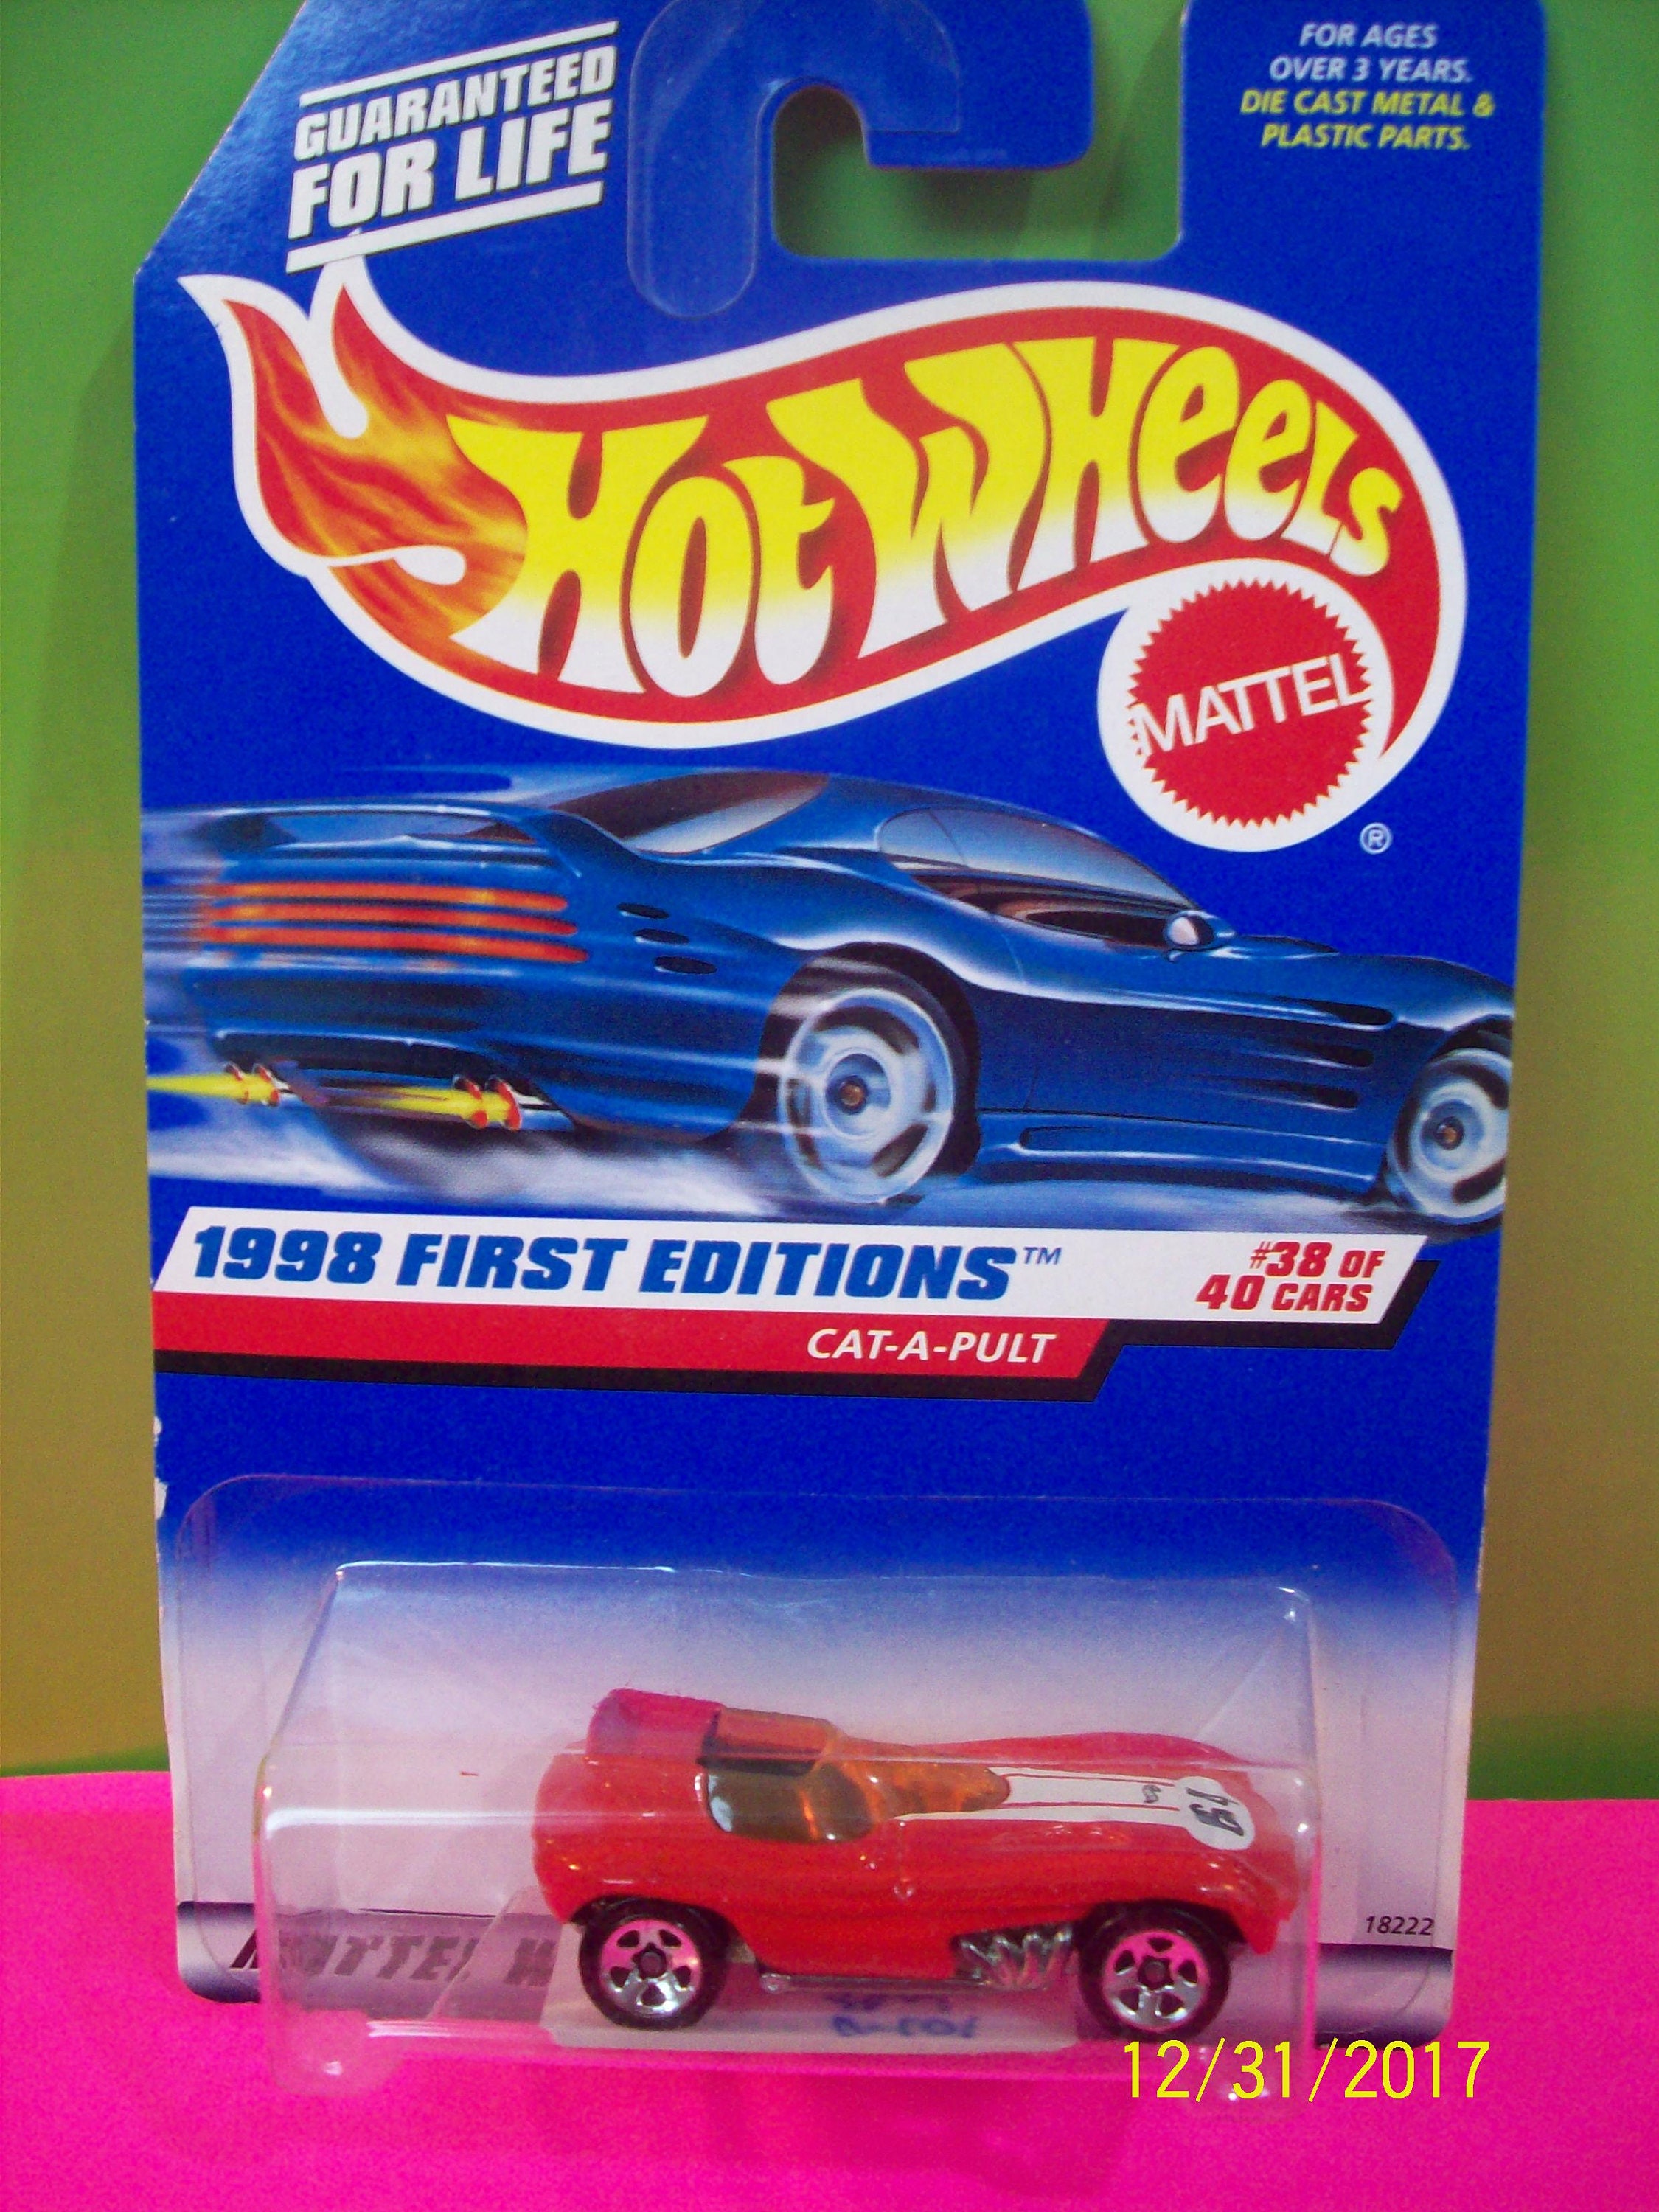 GUARANTEED
FOR LIFE
FOR AGES
OVER 3 YEARS.
DIE CAST METAL &
PLASTIC PARTS.
Hot Wheels
MATTEL
®
1998 FIRST EDITIONS™
#38 OF
40 CARS
CAT-A-PULT
18222
MATTEL
12/31/2017